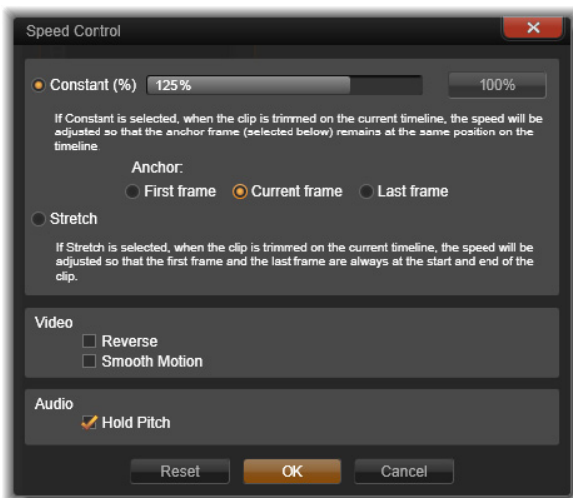 Speed Control
Constant (%) 125% 100%
If Constant is selected, when the clip is trimmed on the current timeline, the speed will be
adjusted so that the anchor frame (selected below) remains at the same position on the
timeline
Anchor:
First frame Current frame Last frame
Stretch
If Stretch is selected, when the clip is trimmed on the current timeline, the speed will be
adjusted so that the first frame and the last frame are always at the start and end of the
clip.
Video
Reverse
Smooth Motion
Audio
Hold Pitch
Reset OK Cancel